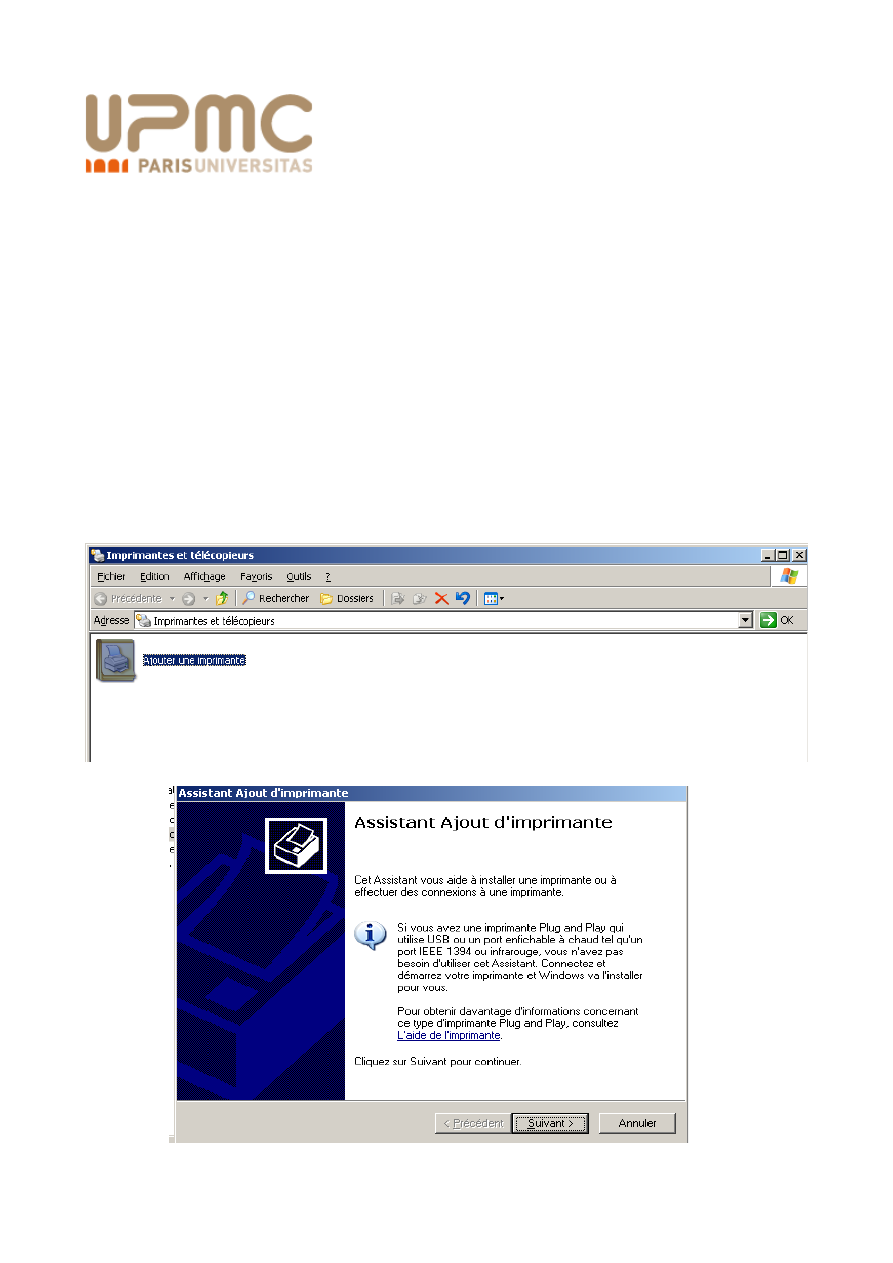 UPMC
PARISUNIVERSITAS
Imprimantes et télécopieurs
Fichier Edition Affichage Favoris Outils ?
Précédente Rechercher Dossiers
Adresse Imprimantes et télécopieurs OK
Ajouter une imprimante
Assistant Ajout d'imprimante
Assistant Ajout d'imprimante
Cet Assistant vous aide à installer une imprimante ou à
effectuer des connexions à une imprimante.
Si vous avez une imprimante Plug and Play qui
utilise USB ou un port enfichable à chaud tel qu'un
port IEEE 1394 ou infrarouge, vous n'avez pas
besoin d'utiliser cet Assistant. Connectez et
démarrez votre imprimante et Windows va l'installer
pour vous.
Pour obtenir davantage d'informations concernant
ce type d'imprimante Plug and Play, consultez
L'aide de l'imprimante.
Cliquez sur Suivant pour continuer.
< Précédent Suivant > Annuler